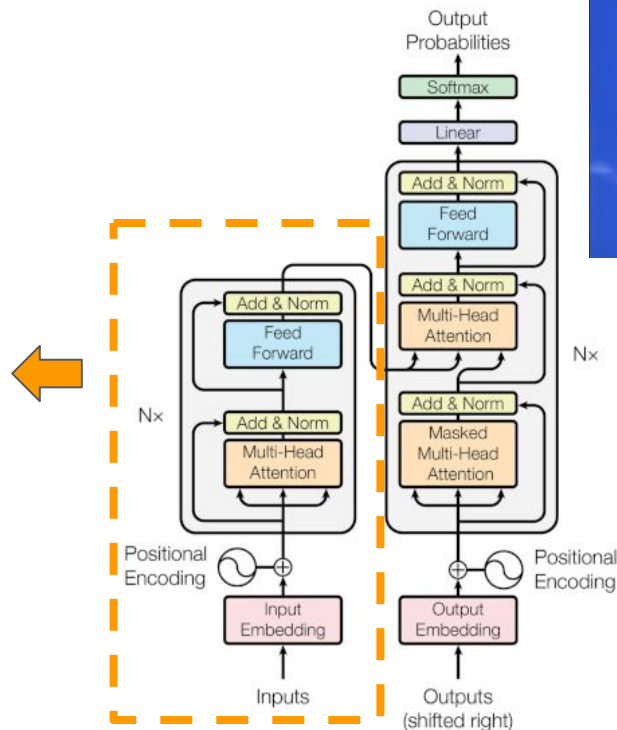 Output
Probabilities
Softmax
Linear
Add & Norm
Feed
Forward
Add & Norm
Multi-Head
Attention
Nx
Add & Norm
Masked
Multi-Head
Attention
Positional
Encoding
Output
Embedding
Outputs
(shifted right)
Add & Norm
Feed
Forward
Nx
Add & Norm
Multi-Head
Attention
Positional
Encoding
Input
Embedding
Inputs